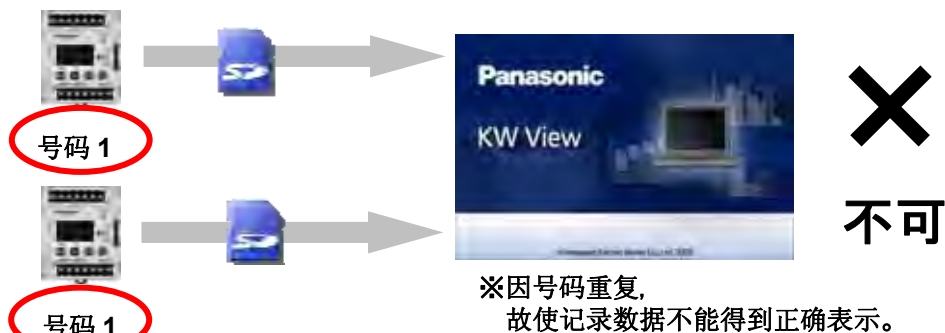 号码 1
Panasonic
KW View
不可
号码 1
※因号码重复,
故使记录数据不能得到正确表示。